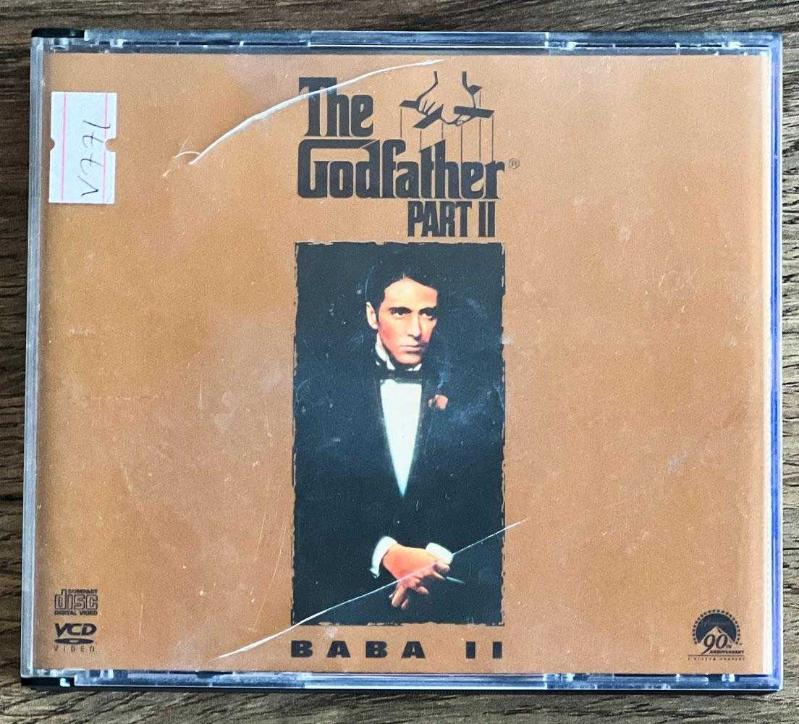 The
Godfather®
PART II
V771
BABA II
COMPACT
disc
DIGITAL VIDEO
VCD
VIDEO
90th
ANNIVERSARY